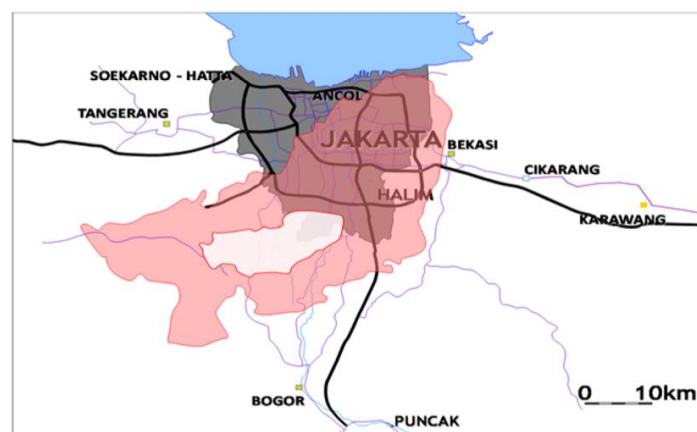 SOEKARNO - HATTA
ANCOL
TANGERANG
JAKARTA
BEKASI
CIKARANG
HALIM
KARAWANG
BOGOR
0 10km
PUNCAK